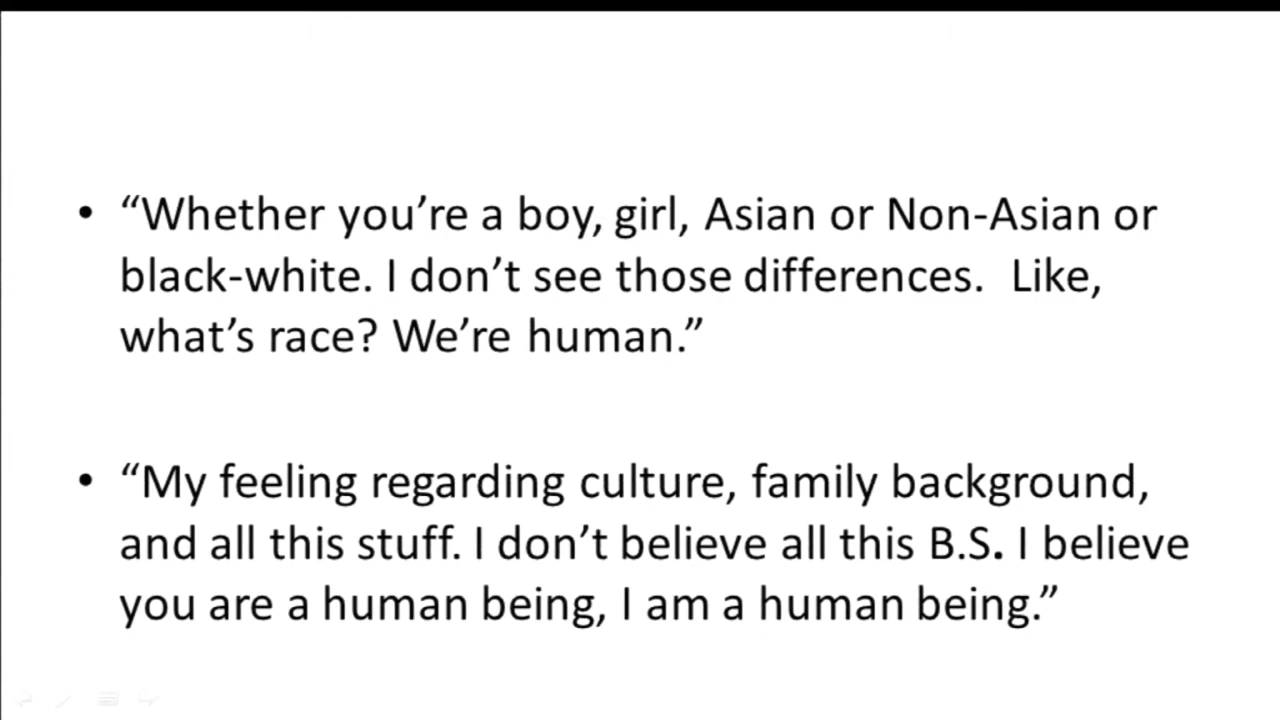 • “Whether you’re a boy, girl, Asian or Non-Asian or
black-white. I don’t see those differences.  Like,
what’s race? We’re human.”
• “My feeling regarding culture, family background,
and all this stuff. I don’t believe all this B.S. I believe
you are a human being, I am a human being.”